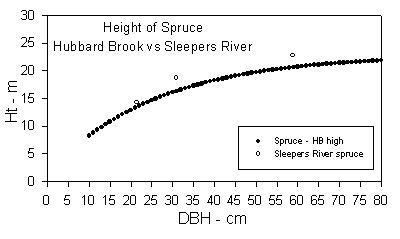 Height of Spruce
Hubbard Brook vs Sleepers River
30
25
20
15
10
5
0
Ht - m
Spruce - HB high
Sleepers River spruce
0 5 10 15 20 25 30 35 40 45 50 55 60 65 70 75 80
DBH - cm